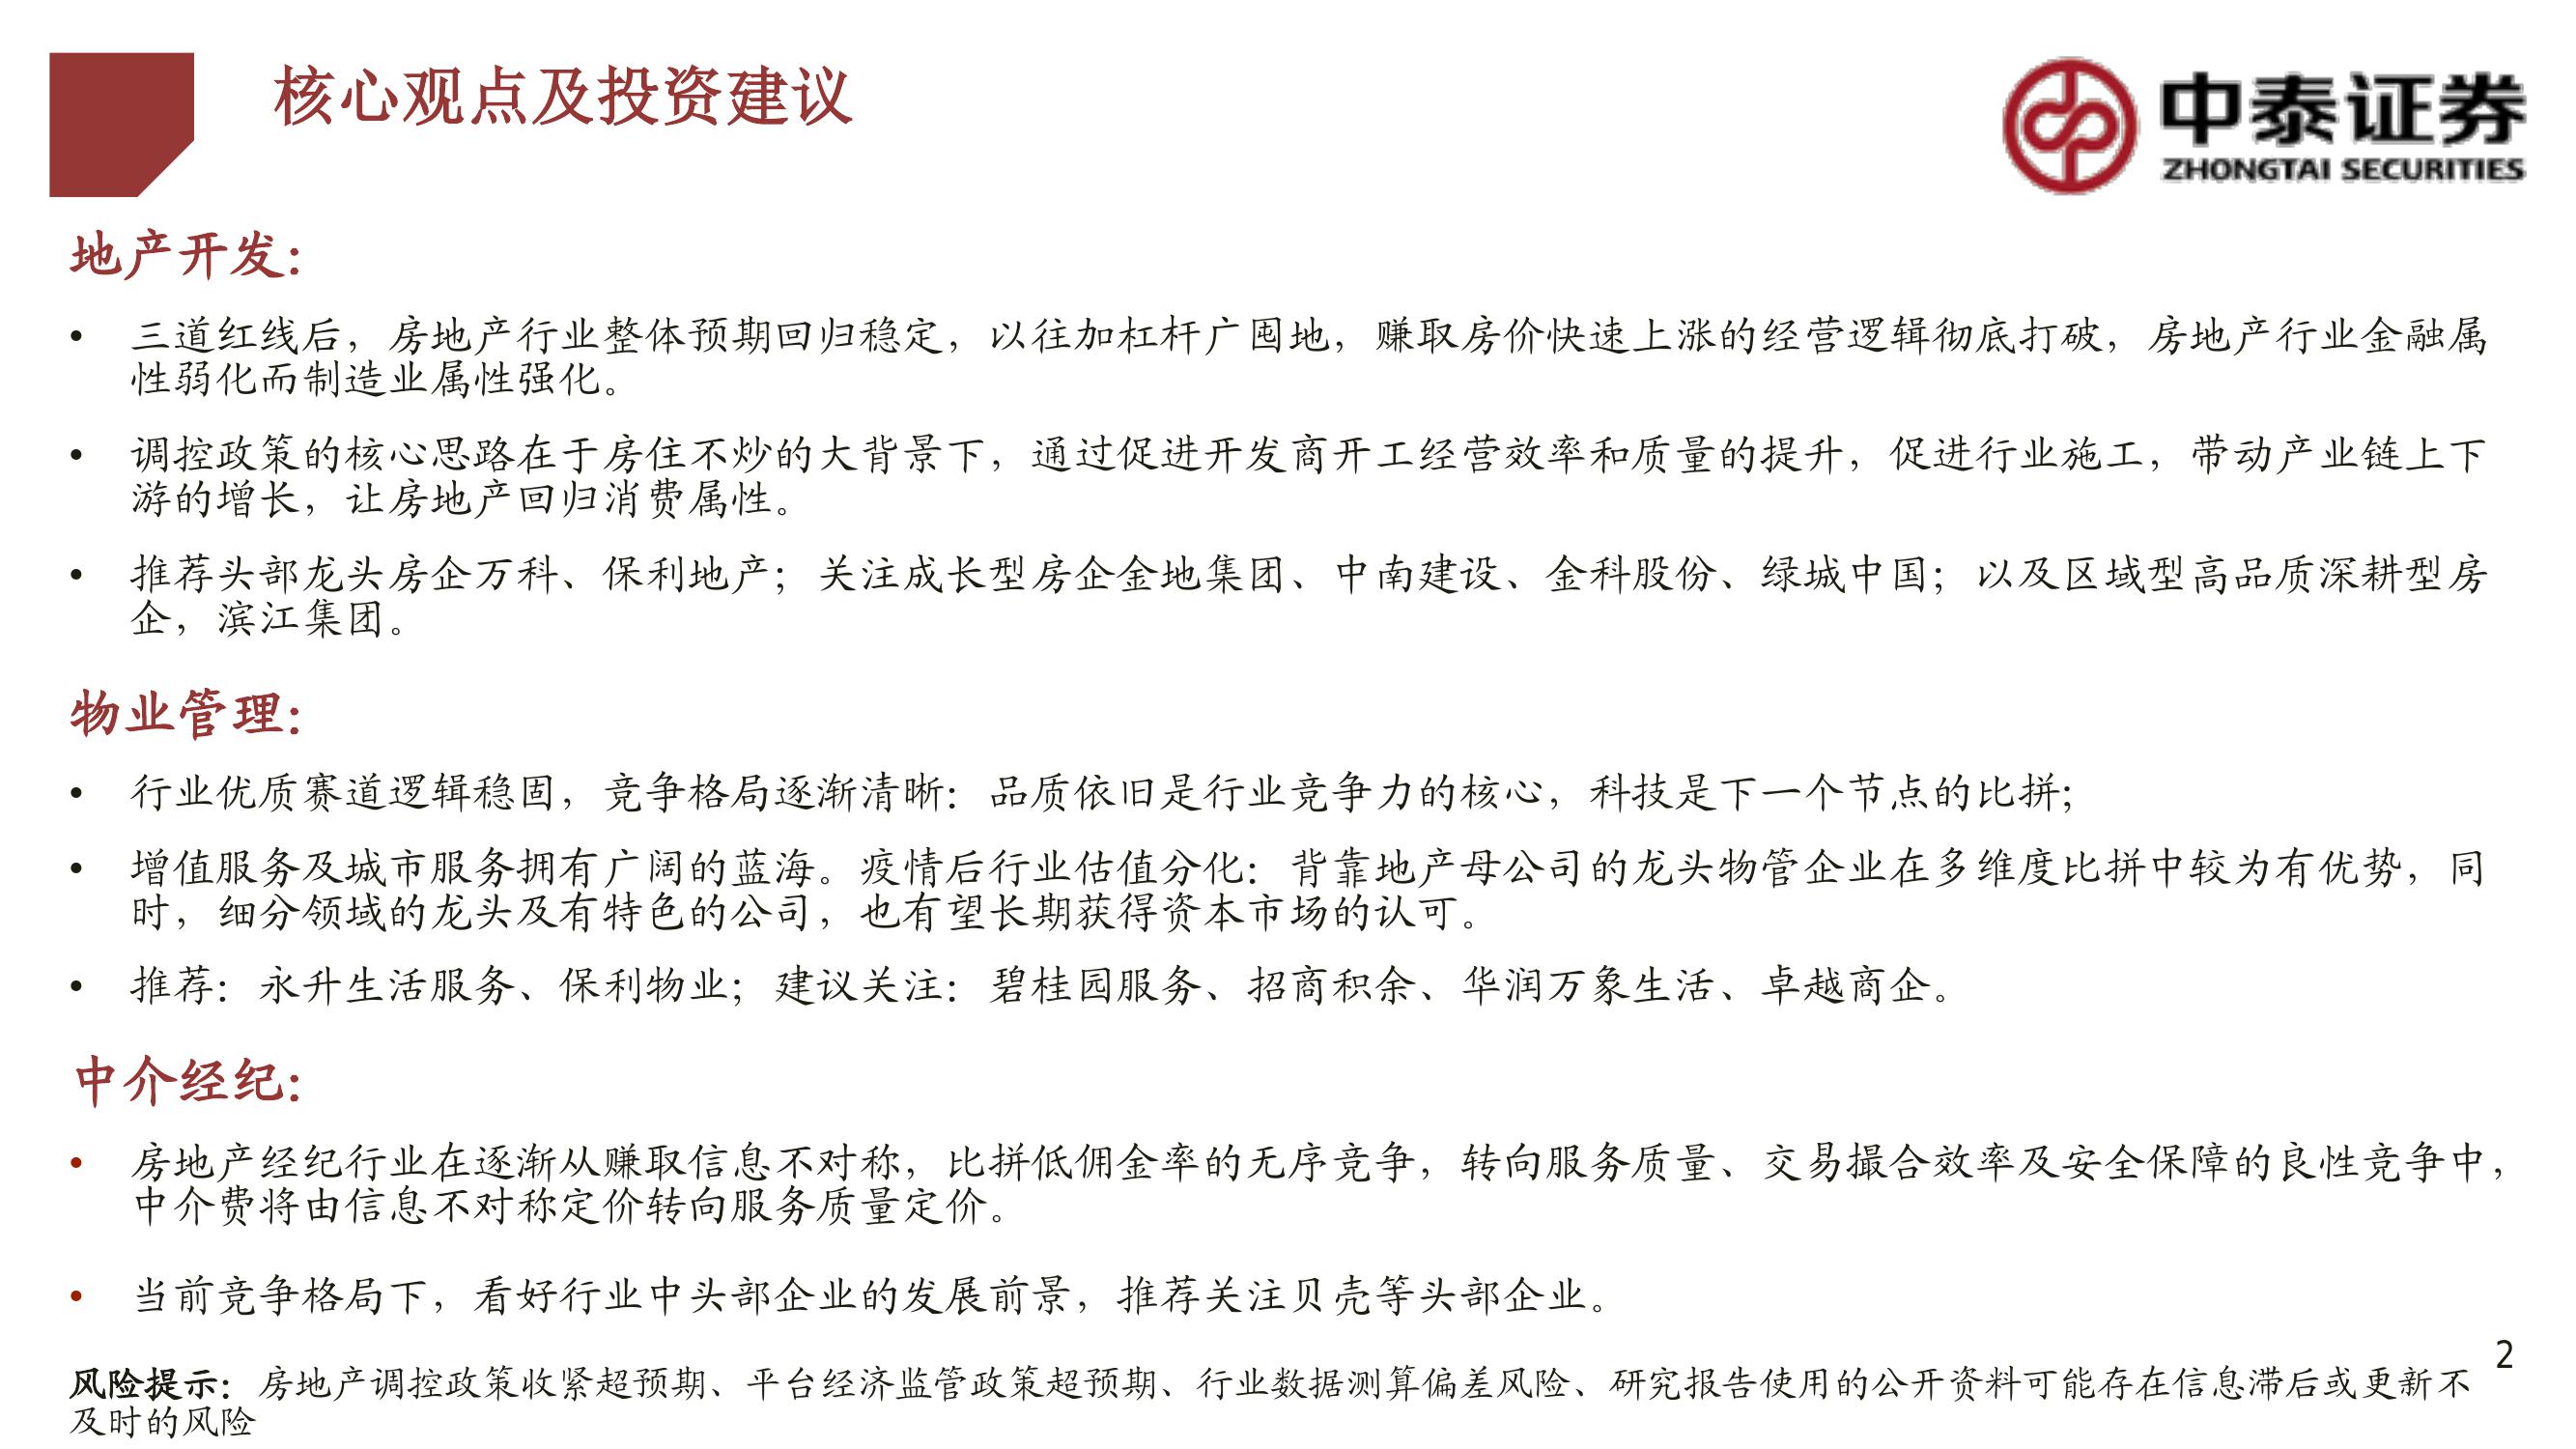 核心观点及投资建议
中泰证券
ZHONGTAI SECURITIES
地产开发：
• 三道红线后，房地产行业整体预期回归稳定，以往加杠杆广囤地，赚取房价快速上涨的经营逻辑彻底打破，房地产行业金融属
性弱化而制造业属性强化。
• 调控政策的核心思路在于房住不炒的大背景下，通过促进开发商开工经营效率和质量的提升，促进行业施工，带动产业链上下
游的增长，让房地产回归消费属性。
• 推荐头部龙头房企万科、保利地产；关注成长型房企金地集团、中南建设、金科股份、绿城中国；以及区域型高品质深耕型房
企，滨江集团。
物业管理：
• 行业优质赛道逻辑稳固，竞争格局逐渐清晰：品质依旧是行业竞争力的核心，科技是下一个节点的比拼；
• 增值服务及城市服务拥有广阔的蓝海。疫情后行业估值分化：背靠地产母公司的龙头物管企业在多维度比拼中较为有优势，同
时，细分领域的龙头及有特色的公司，也有望长期获得资本市场的认可。
• 推荐：永升生活服务、保利物业；建议关注：碧桂园服务、招商积余、华润万象生活、卓越商企。
中介经纪：
• 房地产经纪行业在逐渐从赚取信息不对称，比拼低佣金率的无序竞争，转向服务质量、交易撮合效率及安全保障的良性竞争中，
中介费将由信息不对称定价转向服务质量定价。
• 当前竞争格局下，看好行业中头部企业的发展前景，推荐关注贝壳等头部企业。
2
风险提示：房地产调控政策收紧超预期、平台经济监管政策超预期、行业数据测算偏差风险、研究报告使用的公开资料可能存在信息滞后或更新不
及时的风险